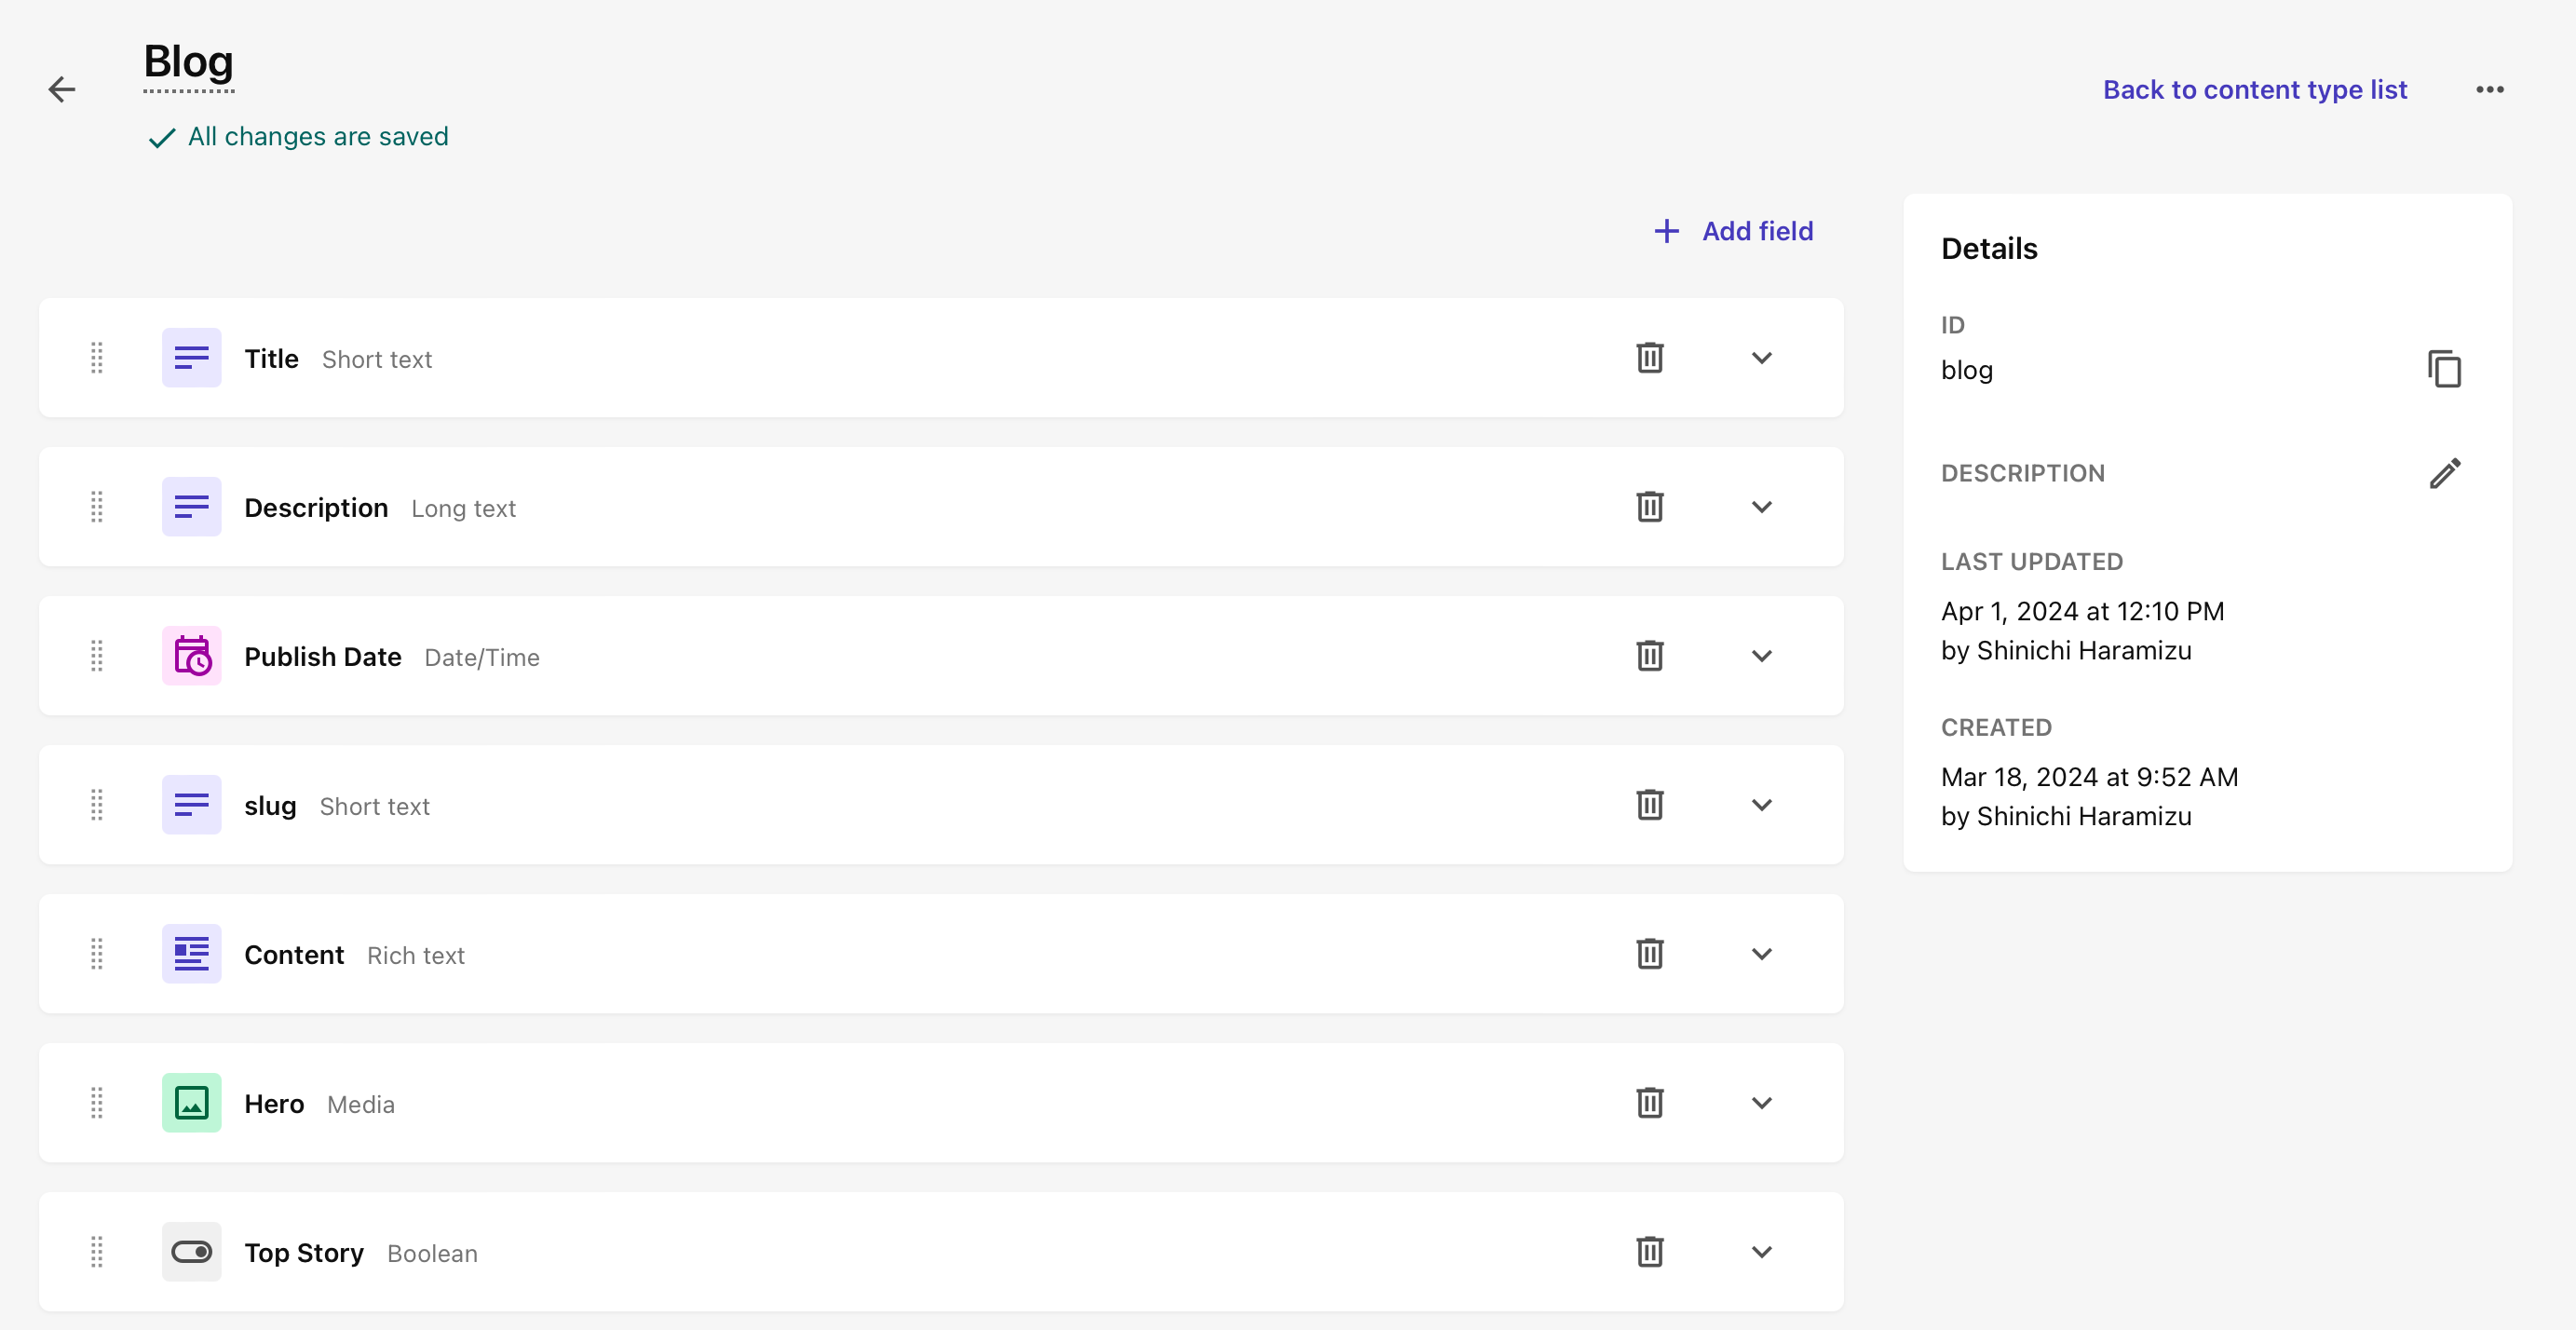 Blog
All changes are saved
Back to content type list
Add field
Title Short text
Description Long text
Publish Date Date/Time
slug Short text
Content Rich text
Hero Media
Top Story Boolean
Details
ID
blog
DESCRIPTION
LAST UPDATED
Apr 1, 2024 at 12:10 PM
by Shinichi Haramizu
CREATED
Mar 18, 2024 at 9:52 AM
by Shinichi Haramizu